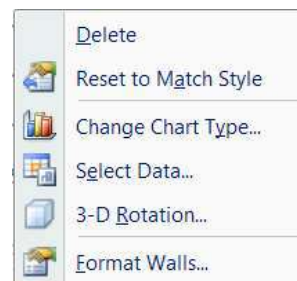 Delete
Reset to Match Style
Change Chart Type...
Select Data...
3-D Rotation...
Format Walls...